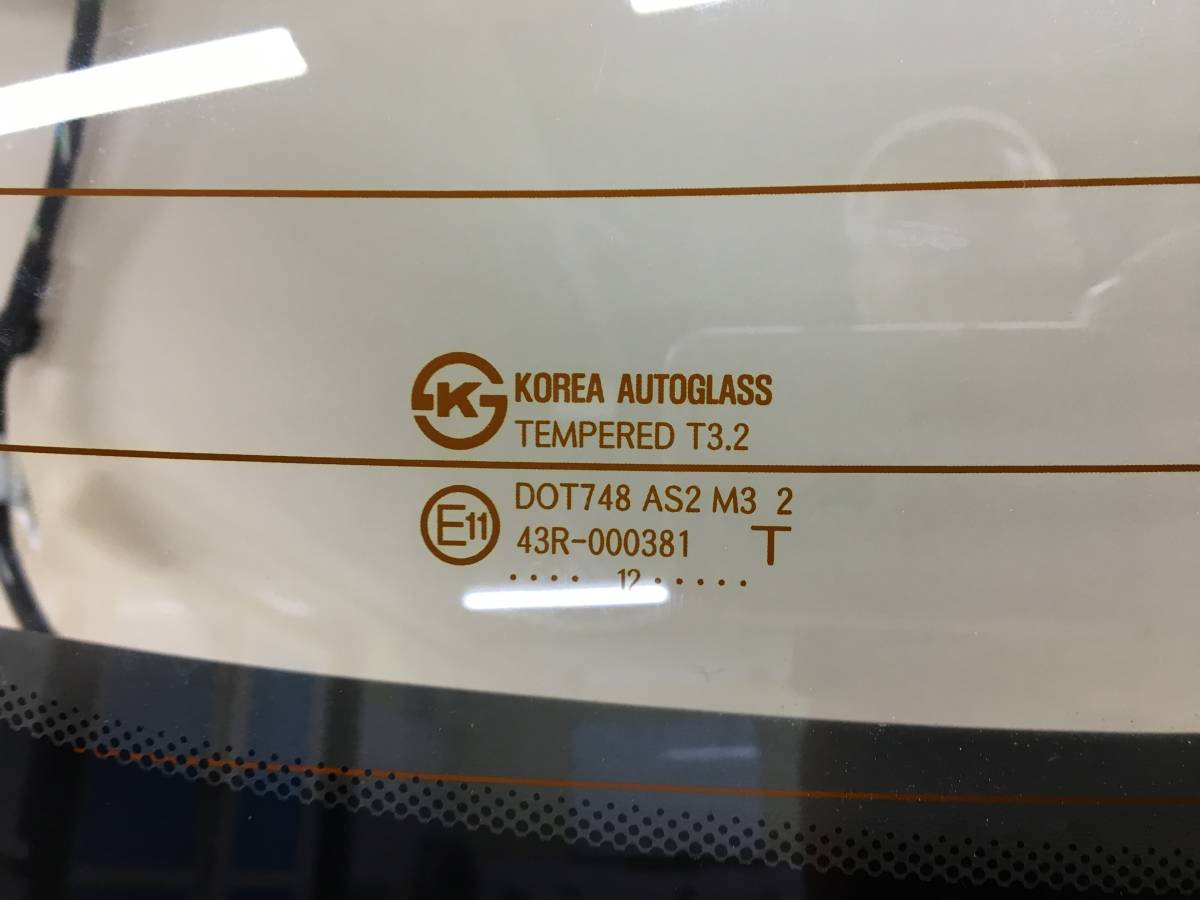 K KOREA AUTOGLASS
TEMPERED T3.2
DOT748 AS2 M3 2
E11 43R-000381 T
.... 12 .....